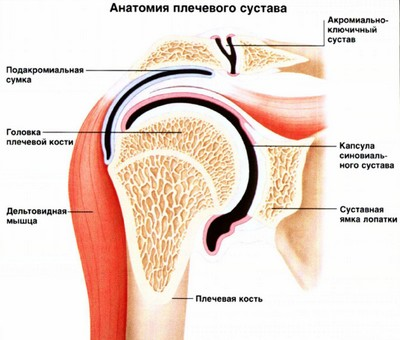 Анатомия плечевого сустава
Акромиально-
ключичный
сустав
Подакромиальная
сумка
Головка
плечевой кости
Капсула
синовиаль-
ного сустава
Дельтовидная
мышца
Суставная
ямка лопатки
Плечевая кость